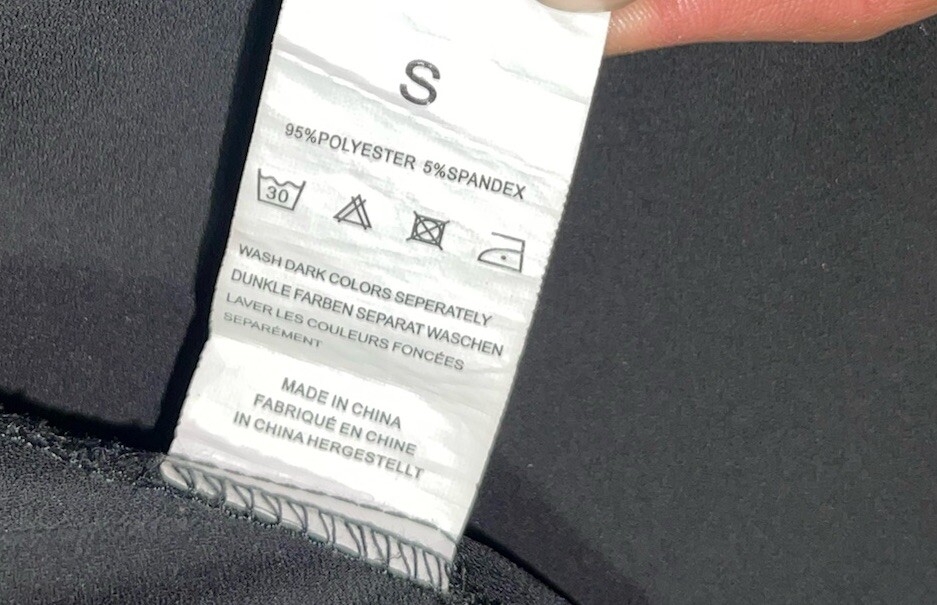 S
95%POLYESTER 5%SPANDEX
30
WASH DARK COLORS SEPERATELY
DUNKLE FARBEN SEPARAT WASCHEN
LAVER LES COULEURS FONCÉES
SEPARÉMENT
MADE IN CHINA
FABRIQUÉ EN CHINE
IN CHINA HERGESTELLT